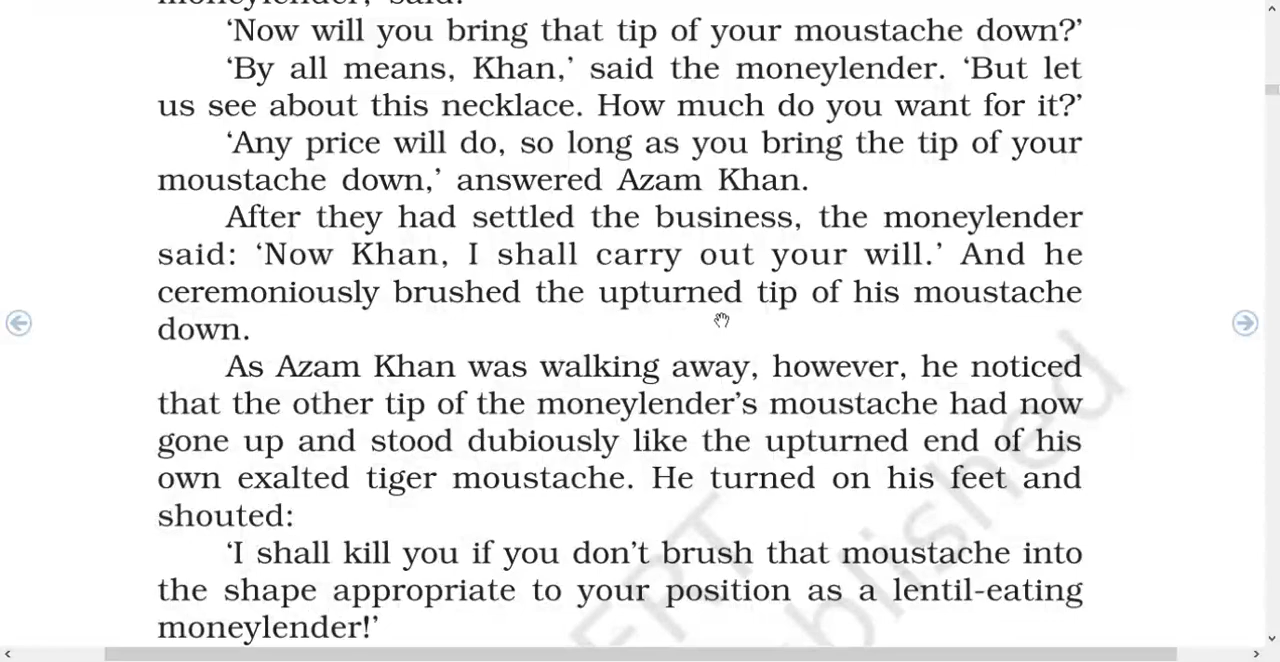 moneylender, said:
‘Now will you bring that tip of your moustache down?’
‘By all means, Khan,’ said the moneylender. ‘But let
us see about this necklace. How much do you want for it?’
‘Any price will do, so long as you bring the tip of your
moustache down,’ answered Azam Khan.
After they had settled the business, the moneylender
said: ‘Now Khan, I shall carry out your will.’ And he
ceremoniously brushed the upturned tip of his moustache
down.
As Azam Khan was walking away, however, he noticed
that the other tip of the moneylender’s moustache had now
gone up and stood dubiously like the upturned end of his
own exalted tiger moustache. He turned on his feet and
shouted:
‘I shall kill you if you don’t brush that moustache into
the shape appropriate to your position as a lentil-eating
moneylender!’